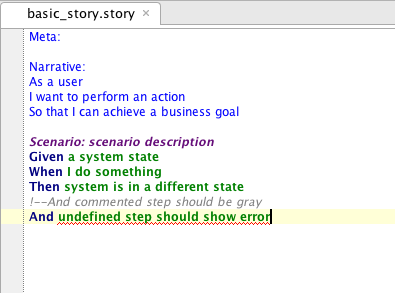 basic_story.story ×
Meta:
Narrative:
As a user
I want to perform an action
So that I can achieve a business goal
Scenario: scenario description
Given a system state
When I do something
Then system is in a different state
!--And commented step should be gray
And undefined step should show error